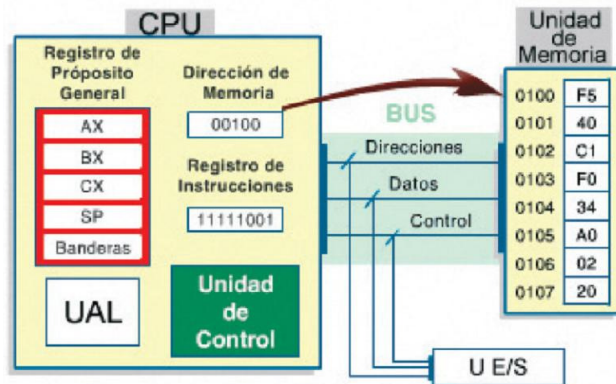 CPU
Registro de
Próposito
General
AX
BX
CX
SP
Banderas
UAL
Dirección de
Memoria
00100
Registro de
Instrucciones
11111001
Unidad
de
Control
BUS
Direcciones
Datos
Control
U E/S
Unidad
de
Memoria
0100 F5
0101 40
0102 C1
0103 F0
0104 34
0105 A0
0106 02
0107 20